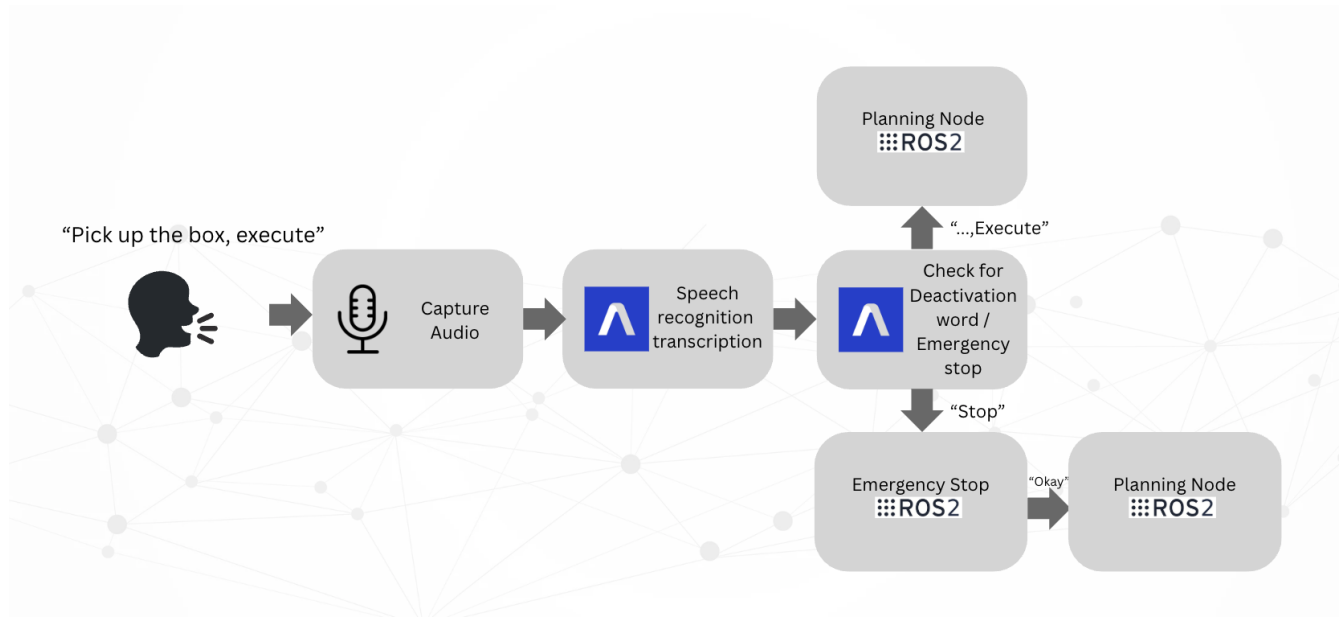 “Pick up the box, execute”
Capture
Audio
Speech
recognition
transcription
Check for
Deactivation
word /
Emergency
stop
“...,Execute”
Planning Node
ROS2
“Stop”
Emergency Stop
ROS2
“Okay”
Planning Node
ROS2